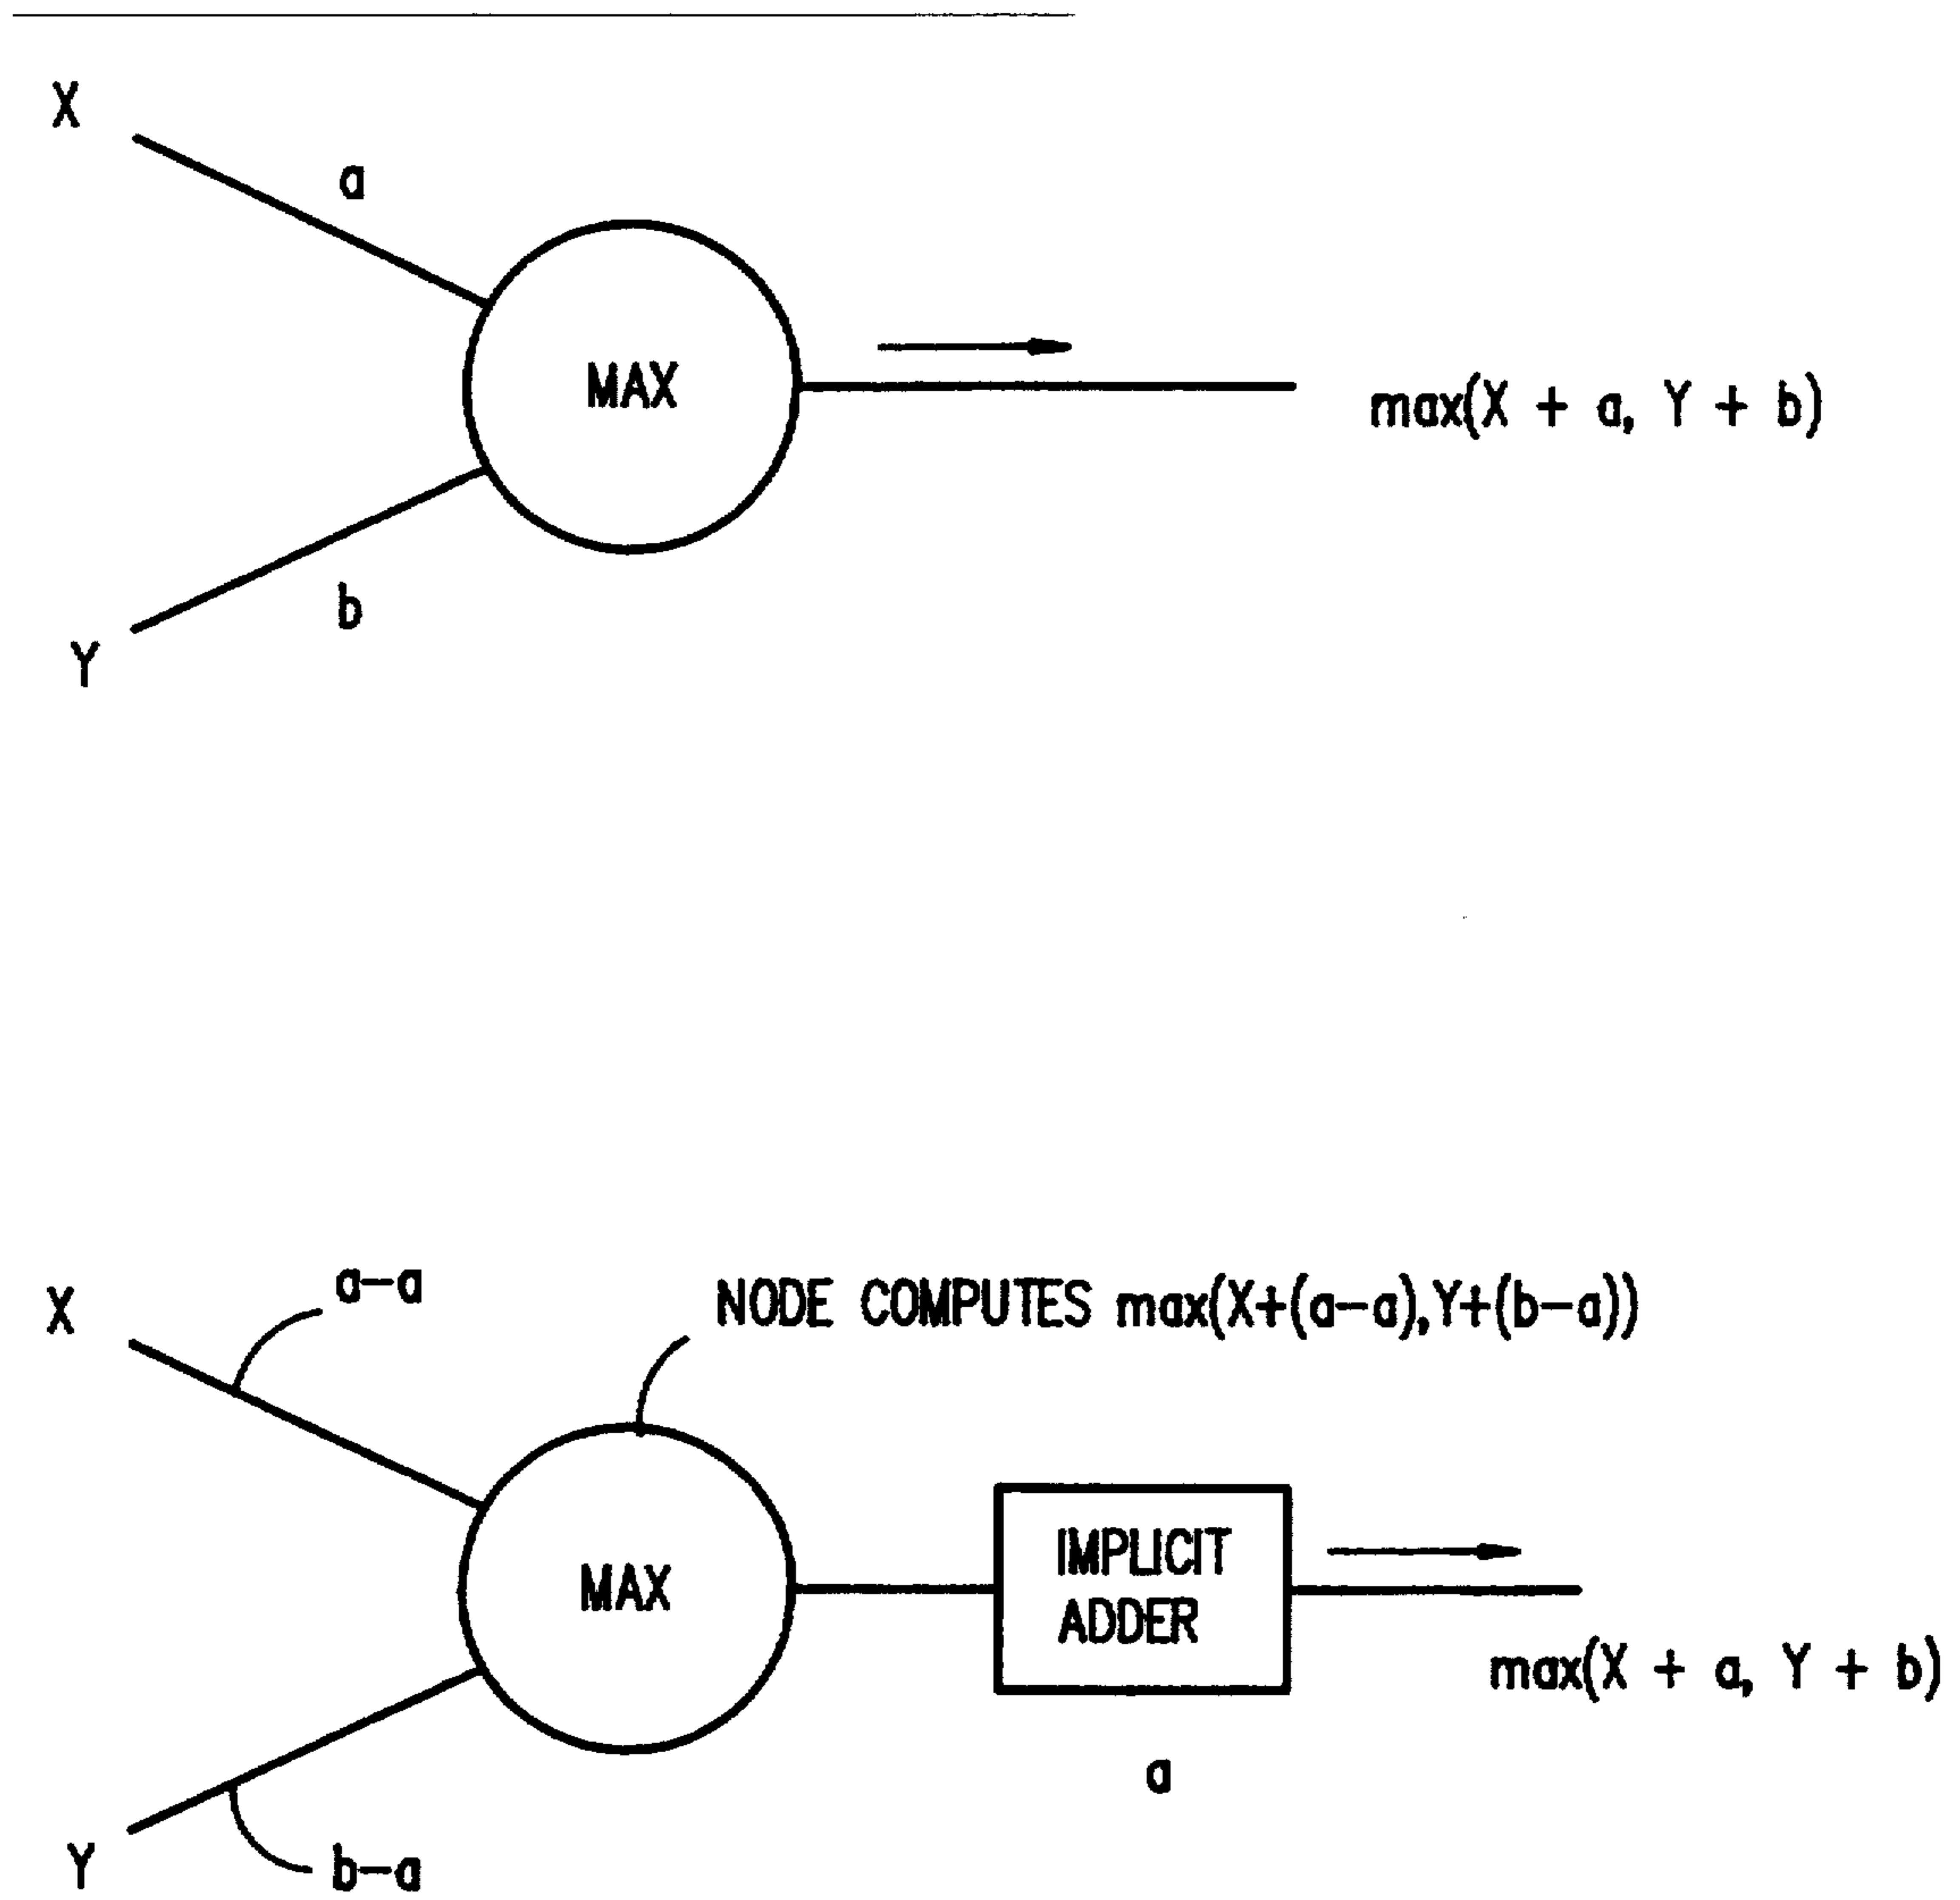 X
a
MAX
max(X + a, Y + b)
b
Y
a-a
X
NODE COMPUTES max(X+(a-a),Y+(b-a))
MAX
IMPLICIT
ADDER
max(X + a, Y + b)
a
Y
b-a